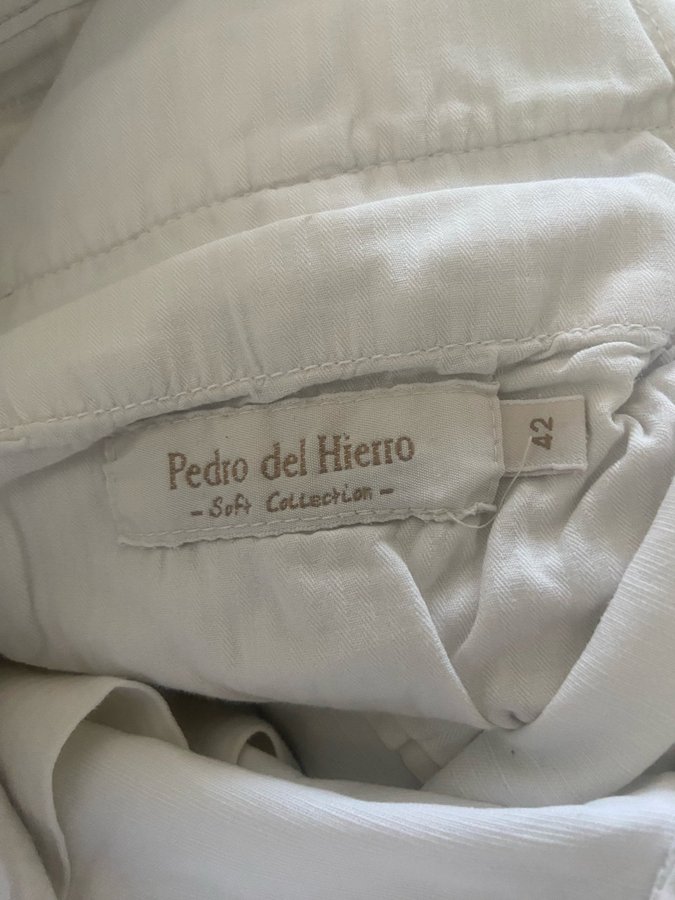 Pedro del Hierro
- Soft Collection -
42